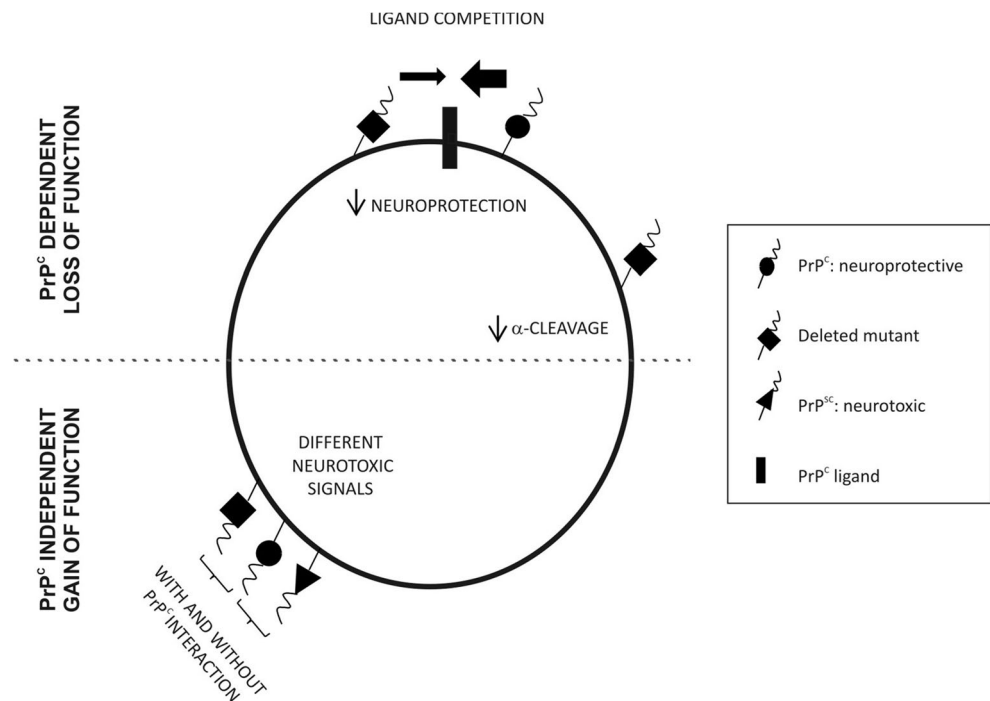 LIGAND COMPETITION
PrPᶜ DEPENDENT
LOSS OF FUNCTION
↓ NEUROPROTECTION
↓ α-CLEAVAGE
PrPᶜ INDEPENDENT
GAIN OF FUNCTION
DIFFERENT
NEUROTOXIC
SIGNALS
WITH AND WITHOUT
PrPᶜ INTERACTION
PrPᶜ: neuroprotective
Deleted mutant
PrPˢᶜ: neurotoxic
PrPᶜ ligand